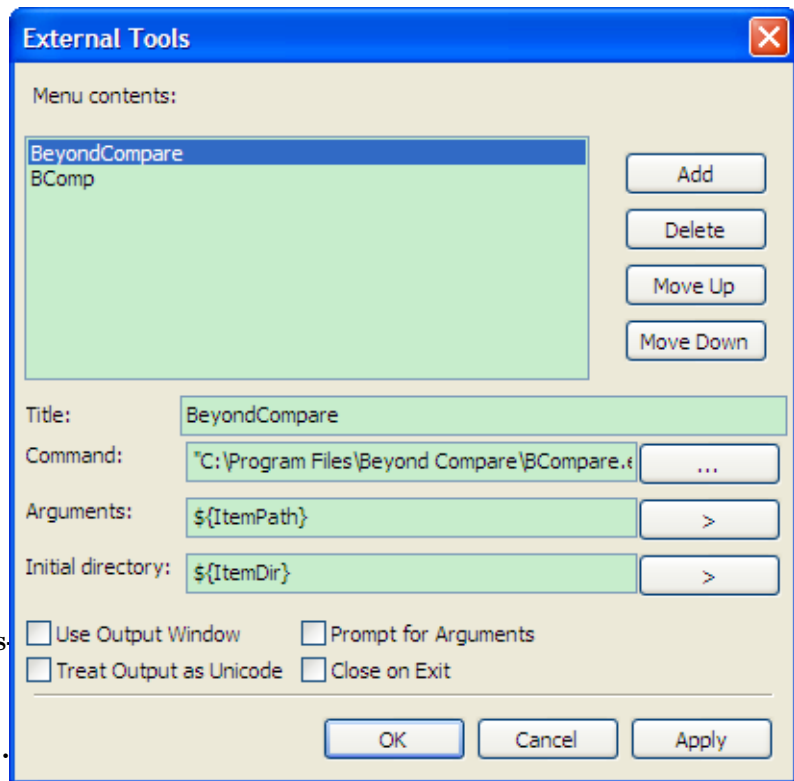 External Tools
Menu contents:
BeyondCompare
BComp
Add
Delete
Move Up
Move Down
Title: BeyondCompare
Command: "C:\Program Files\Beyond Compare\BCompare.e ...
Arguments: ${ItemPath} >
Initial directory: ${ItemDir} >
s- Use Output Window Prompt for Arguments
Treat Output as Unicode Close on Exit
. OK Cancel Apply